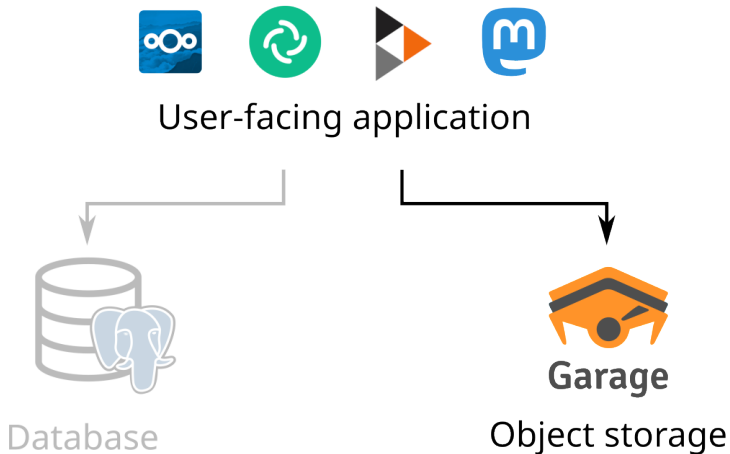 User-facing application
Garage
Database
Object storage